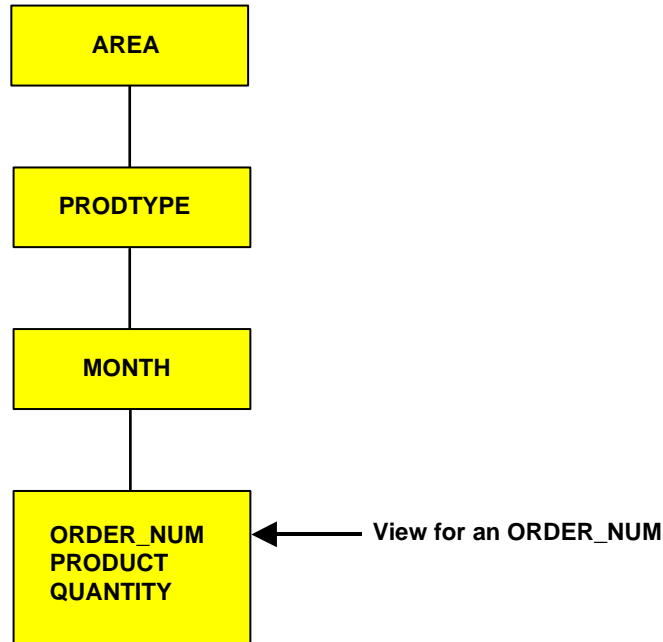 AREA
PRODTYPE
MONTH
ORDER_NUM
PRODUCT
QUANTITY
View for an ORDER_NUM